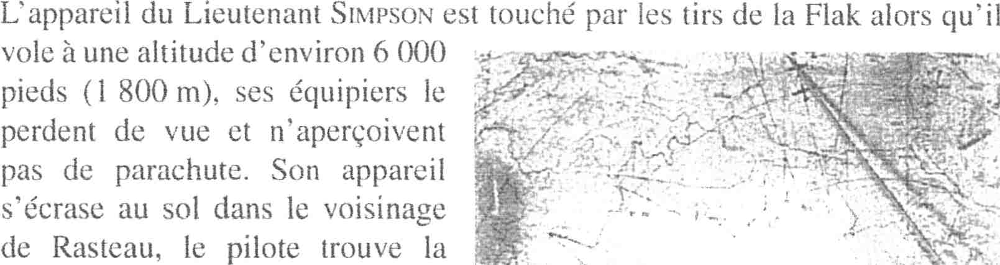 L'appareil du Lieutenant SIMPSON est touché par les tirs de la Flak alors qu'il
vole à une altitude d'environ 6 000
pieds (1 800 m), ses équipiers le
perdent de vue et n'aperçoivent
pas de parachute. Son appareil
s'écrase au sol dans le voisinage
de Rasteau, le pilote trouve la